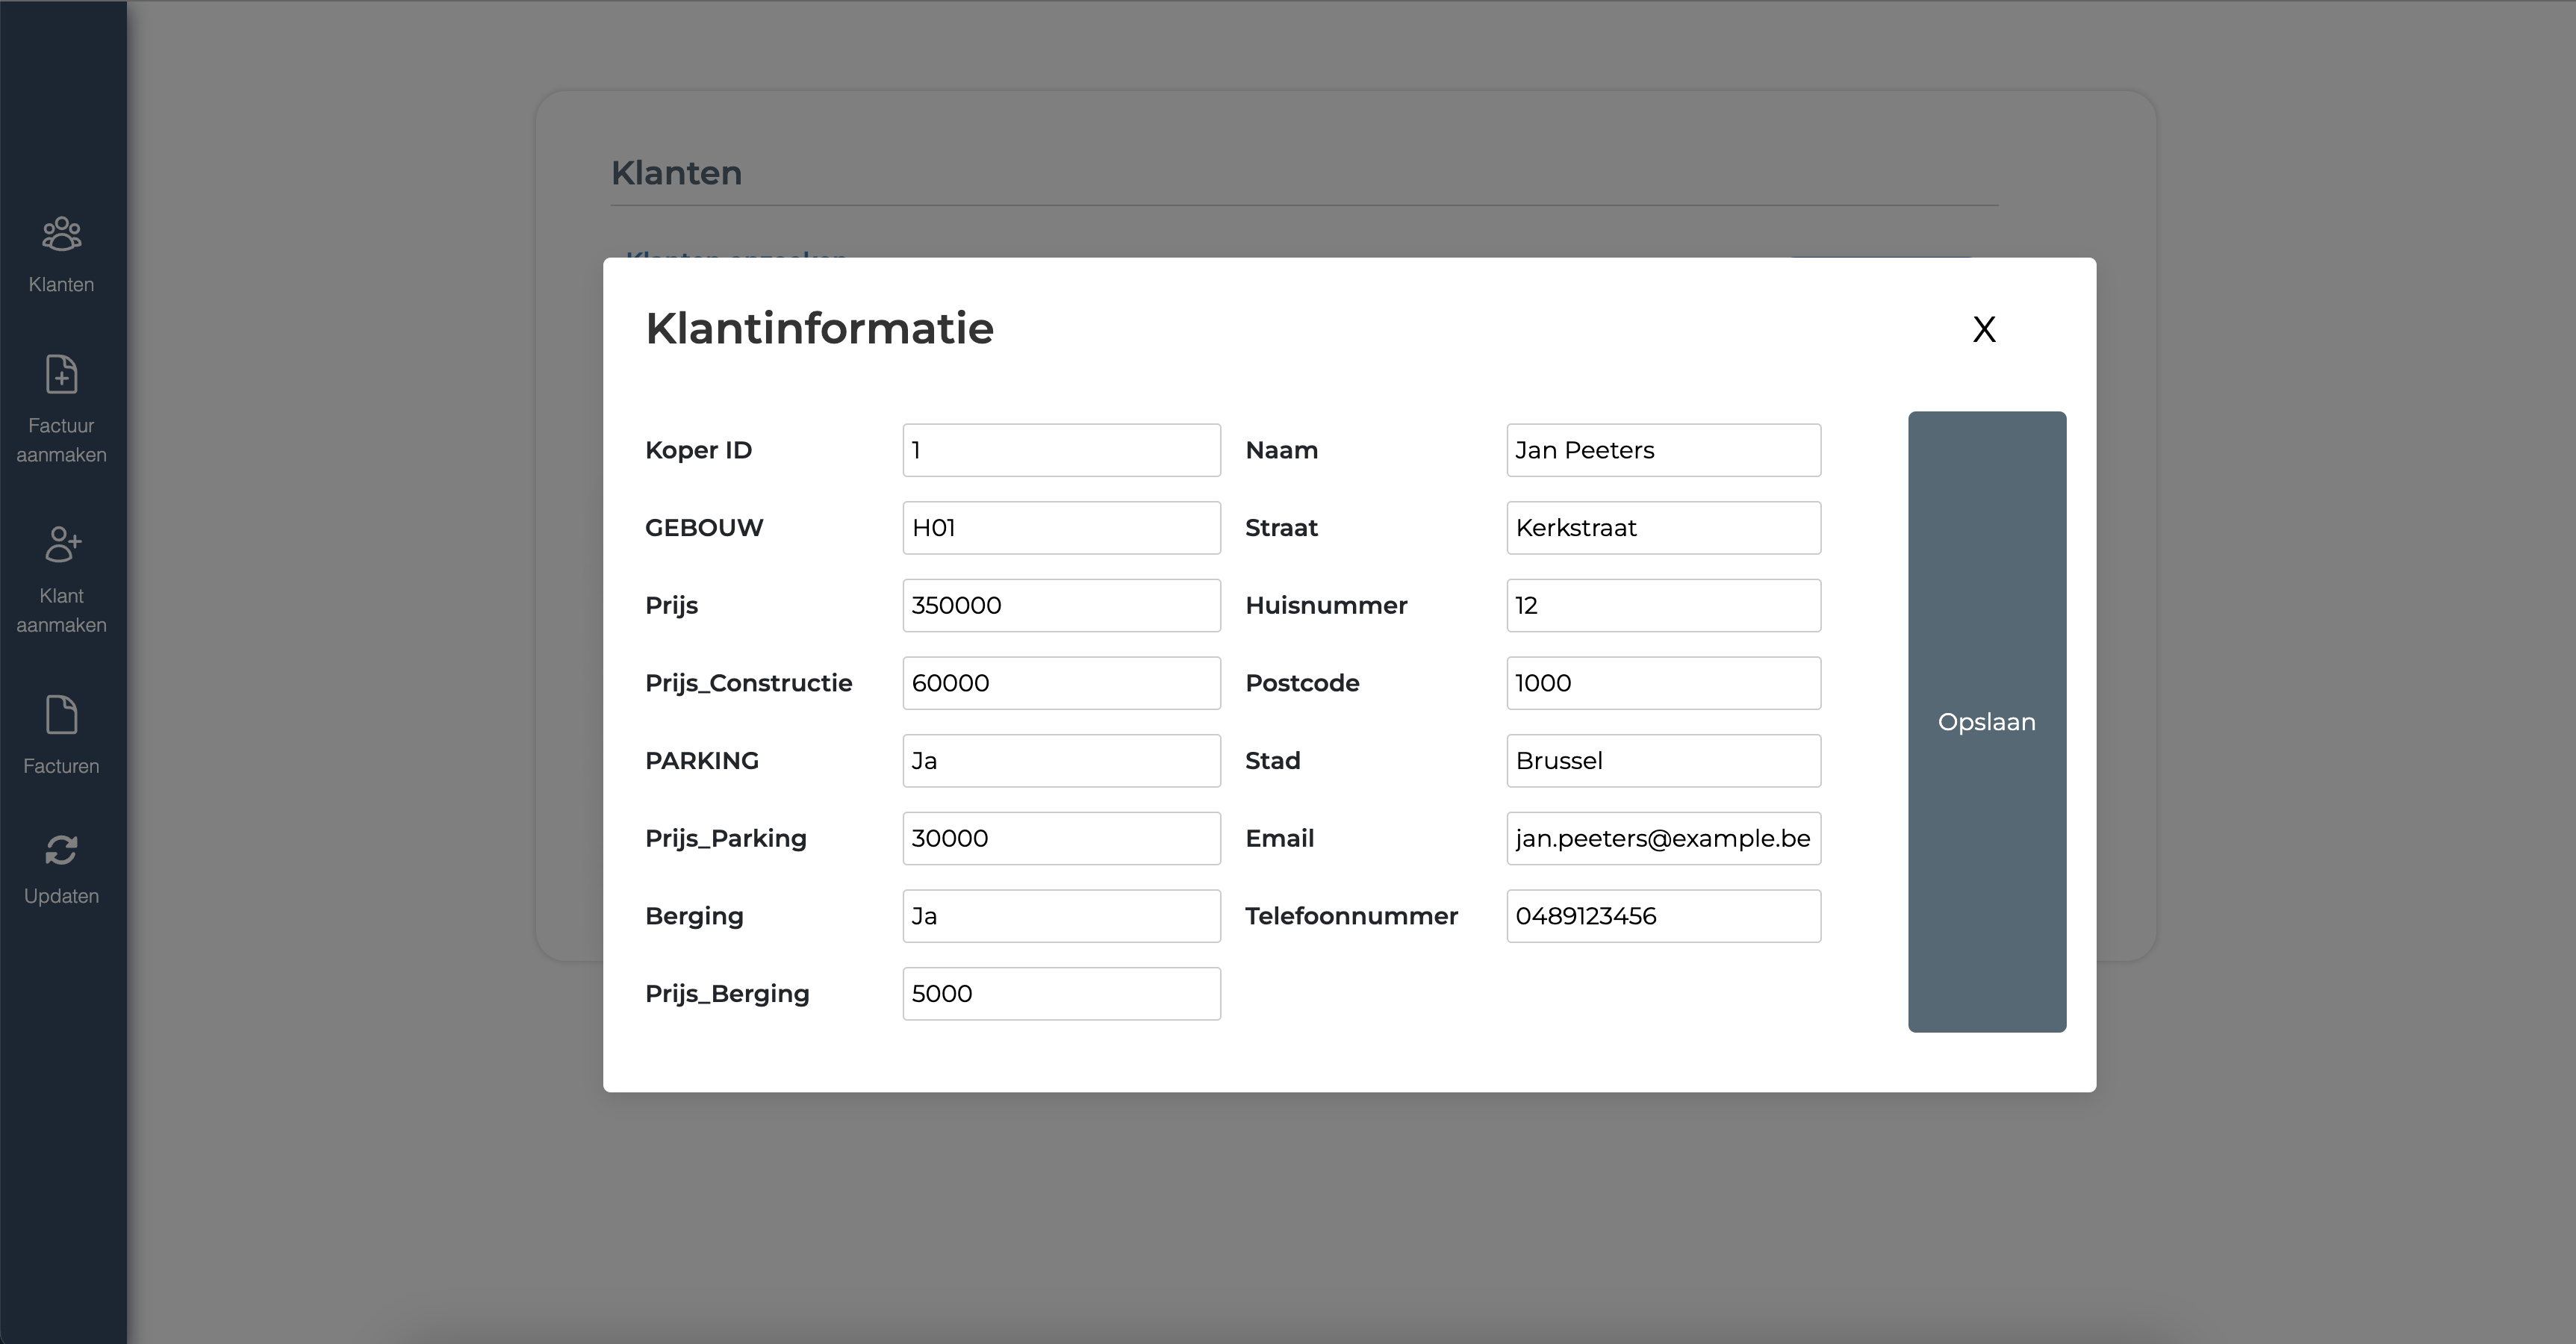 Klanten
Factuur
aanmaken
Klant
aanmaken
Facturen
Updaten
Klanten
Klantinformatie
X
Koper ID 1 Naam Jan Peeters
GEBOUW H01 Straat Kerkstraat
Prijs 350000 Huisnummer 12
Prijs_Constructie 60000 Postcode 1000
PARKING Ja Stad Brussel
Prijs_Parking 30000 Email jan.peeters@example.be
Berging Ja Telefoonnummer 0489123456
Prijs_Berging 5000
Opslaan